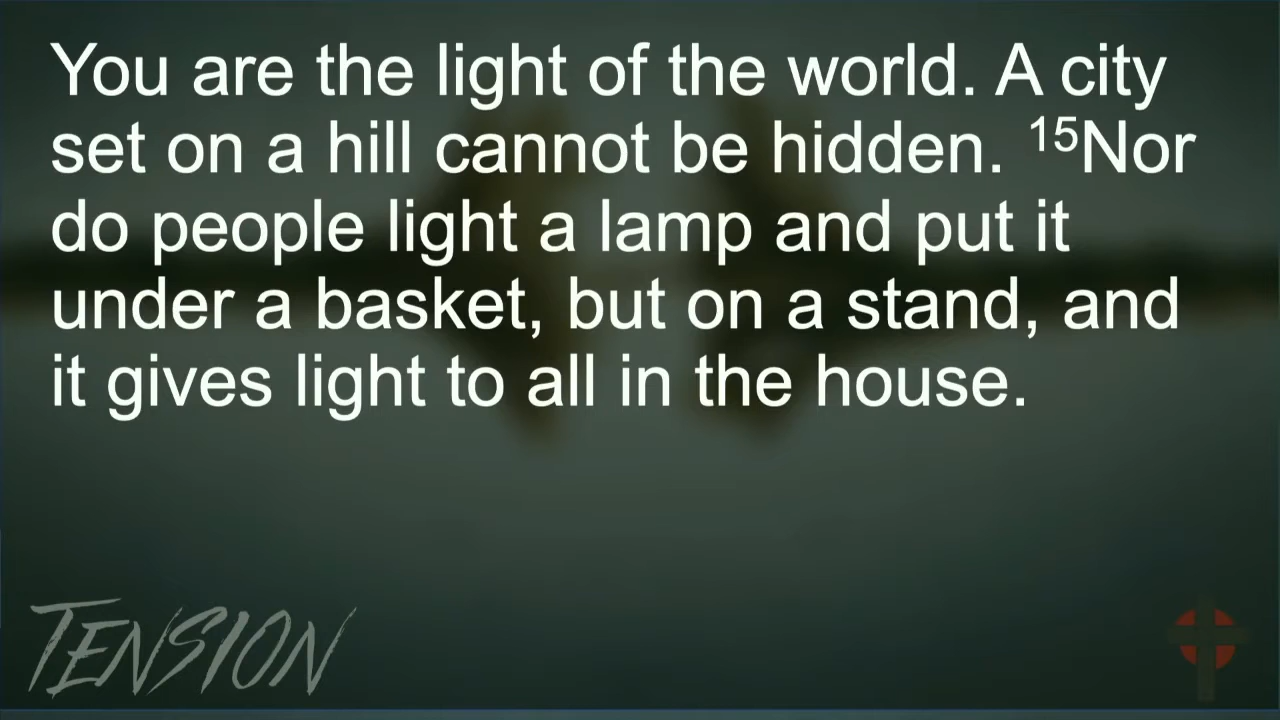 You are the light of the world. A city
set on a hill cannot be hidden. ¹⁵Nor
do people light a lamp and put it
under a basket, but on a stand, and
it gives light to all in the house.
TENSION